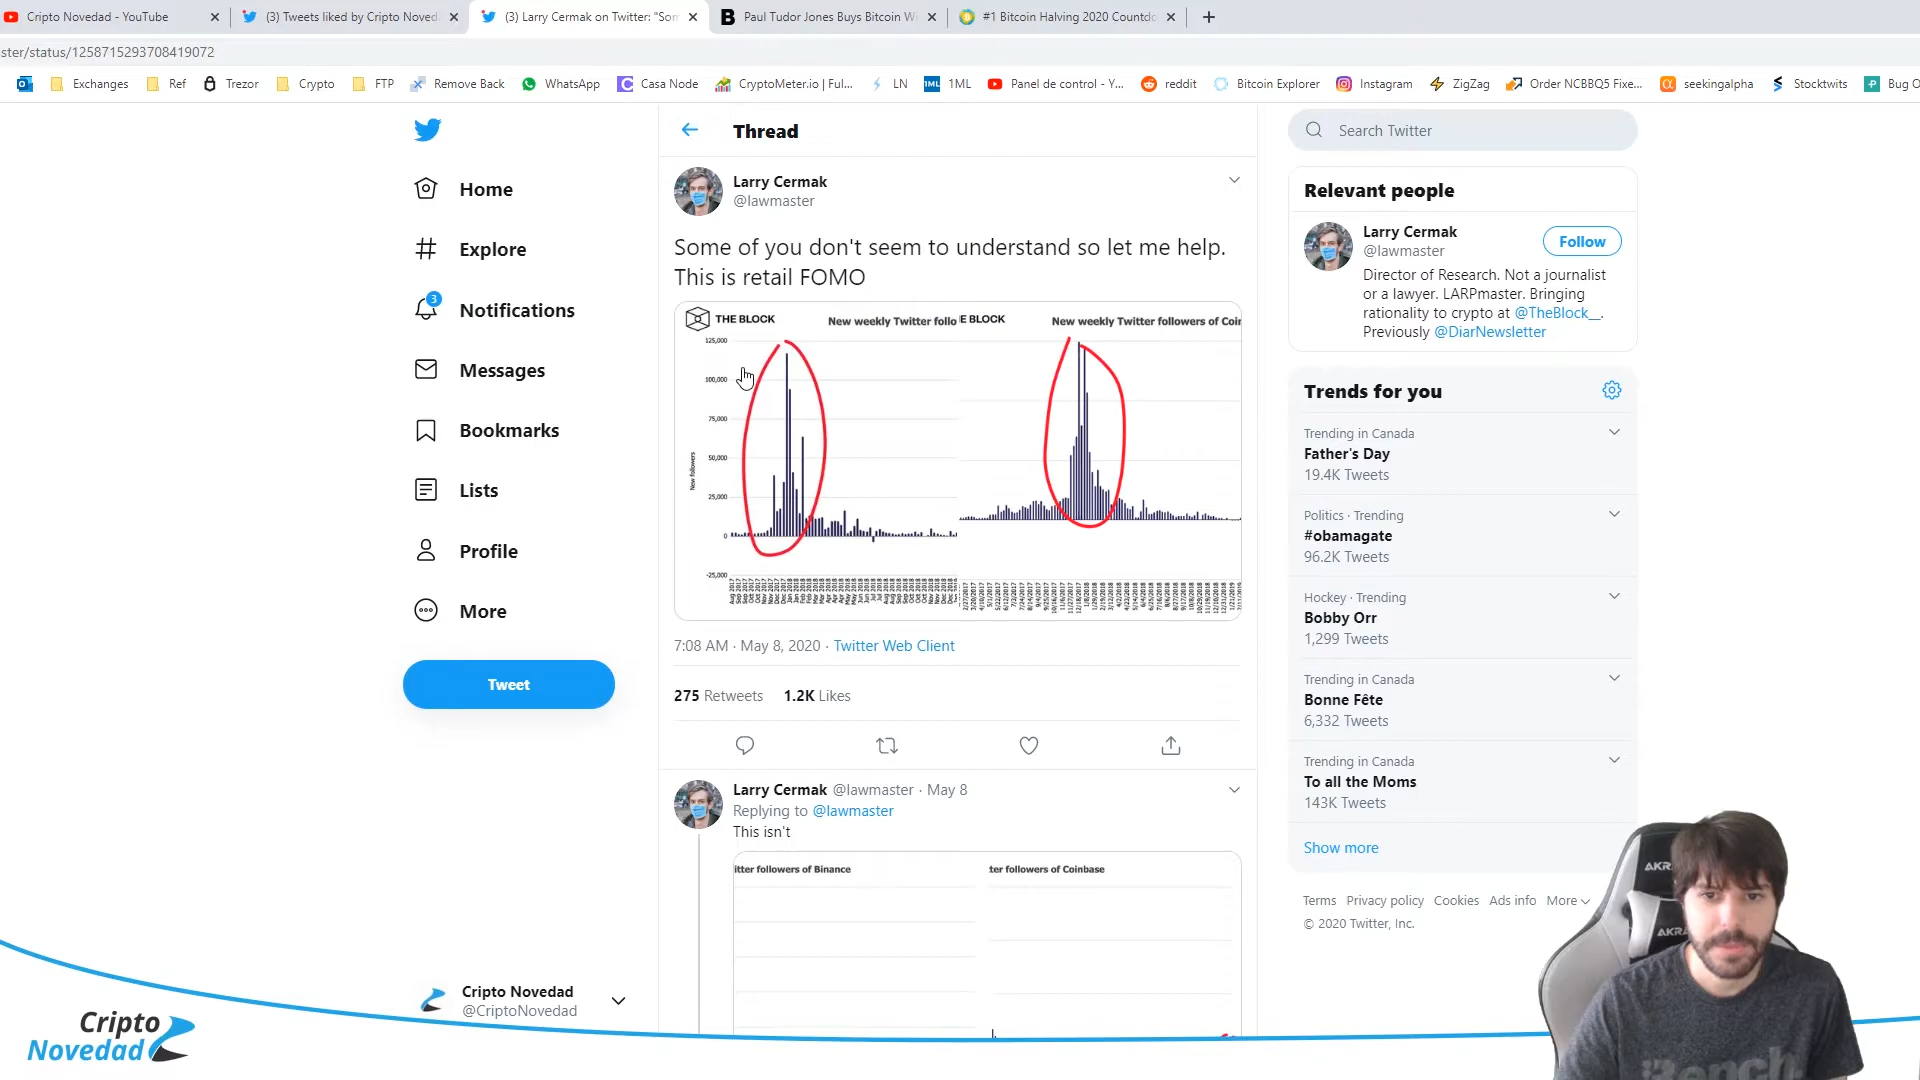 Cripto Novedad - YouTube
(3) Tweets liked by Cripto Noved
(3) Larry Cermak on Twitter: "Som
Paul Tudor Jones Buys Bitcoin W
#1 Bitcoin Halving 2020 Countdo
ster/status/1258715293708419072
Exchanges
Ref
Trezor
Crypto
FTP
Remove Back
WhatsApp
Casa Node
CryptoMeter.io | Ful...
LN
1ML
Panel de control - Y...
reddit
Bitcoin Explorer
Instagram
ZigZag
Order NCBBQ5 Fixe...
seekingalpha
Stocktwits
Bug O
Home
Explore
3
Notifications
Messages
Bookmarks
Lists
Profile
More
Tweet
Cripto Novedad
@CriptoNovedad
Thread
Larry Cermak
@lawmaster
Some of you don't seem to understand so let me help.
This is retail FOMO
THE BLOCK
New weekly Twitter follo
E BLOCK
New weekly Twitter followers of Coin
New followers
125,000
100,000
75,000
50,000
25,000
0
-25,000
7:08 AM · May 8, 2020 · Twitter Web Client
275 Retweets 1.2K Likes
Larry Cermak @lawmaster · May 8
Replying to @lawmaster
This isn't
itter followers of Binance
ter followers of Coinbase
Search Twitter
Relevant people
Larry Cermak
@lawmaster
Follow
Director of Research. Not a journalist
or a lawyer. LARPmaster. Bringing
rationality to crypto at @TheBlock__.
Previously @DiarNewsletter
Trends for you
Trending in Canada
Father's Day
19.4K Tweets
Politics · Trending
#obamagate
96.2K Tweets
Hockey · Trending
Bobby Orr
1,299 Tweets
Trending in Canada
Bonne Fête
6,332 Tweets
Trending in Canada
To all the Moms
143K Tweets
Show more
Terms Privacy policy Cookies Ads info More
© 2020 Twitter, Inc.
Cripto
Novedad
AKRA
Bench